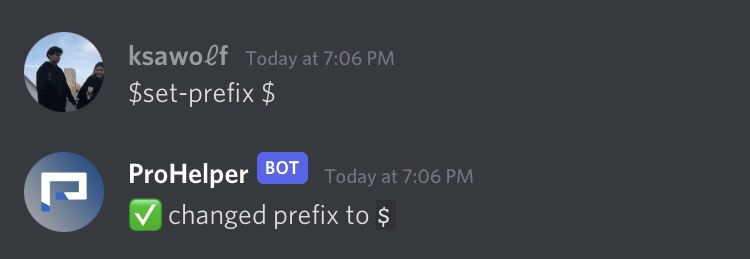 ksawoℓf Today at 7:06 PM
$set-prefix $
ProHelper BOT Today at 7:06 PM
✅ changed prefix to $